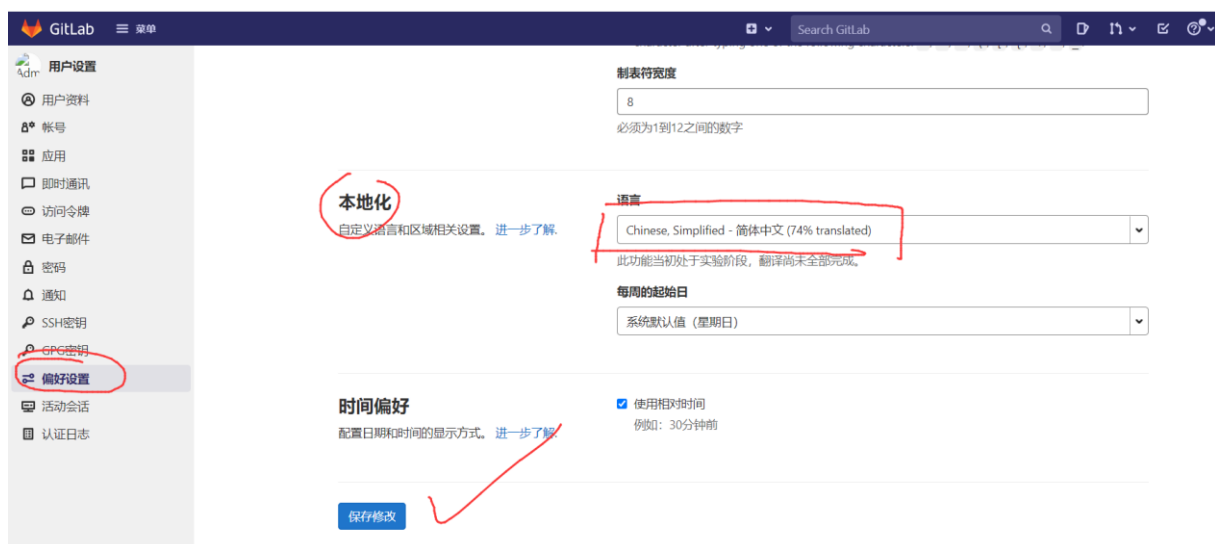 GitLab 菜单 Search GitLab
Adm 用户设置
用户资料
帐号
应用
即时通讯
访问令牌
电子邮件
密码
通知
SSH密钥
GPG密钥
偏好设置
活动会话
认证日志
制表符宽度
8
必须为1到12之间的数字
本地化
自定义语言和区域相关设置。 进一步了解.
语言
Chinese, Simplified - 简体中文 (74% translated)
此功能当初处于实验阶段，翻译尚未全部完成。
每周的起始日
系统默认值（星期日）
时间偏好
配置日期和时间的显示方式。 进一步了解.
使用相对时间
例如：30分钟前
保存修改